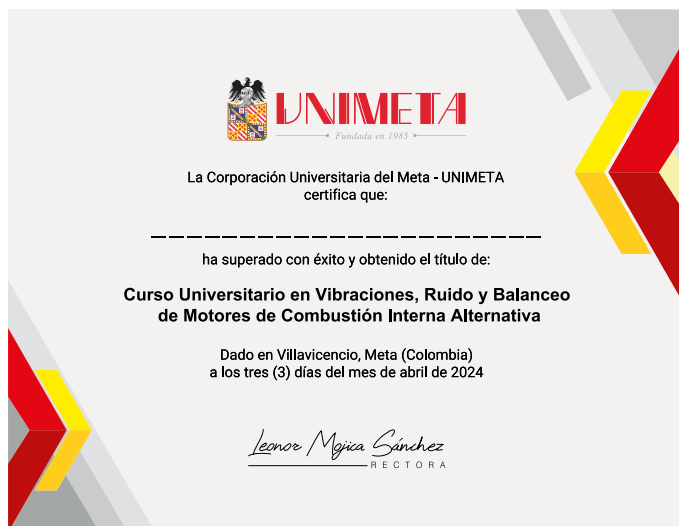 UNIMETA
Fundada en 1985
La Corporación Universitaria del Meta - UNIMETA
certifica que:
ha superado con éxito y obtenido el título de:
Curso Universitario en Vibraciones, Ruido y Balanceo
de Motores de Combustión Interna Alternativa
Dado en Villavicencio, Meta (Colombia)
a los tres (3) días del mes de abril de 2024
Leonor Mojica Sánchez
RECTORA